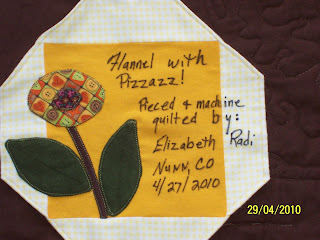 Flannel with
Pizzazz!
Pieced & machine
quilted by:
Elizabeth Radi
Nunn, CO
4/27/2010
29/04/2010